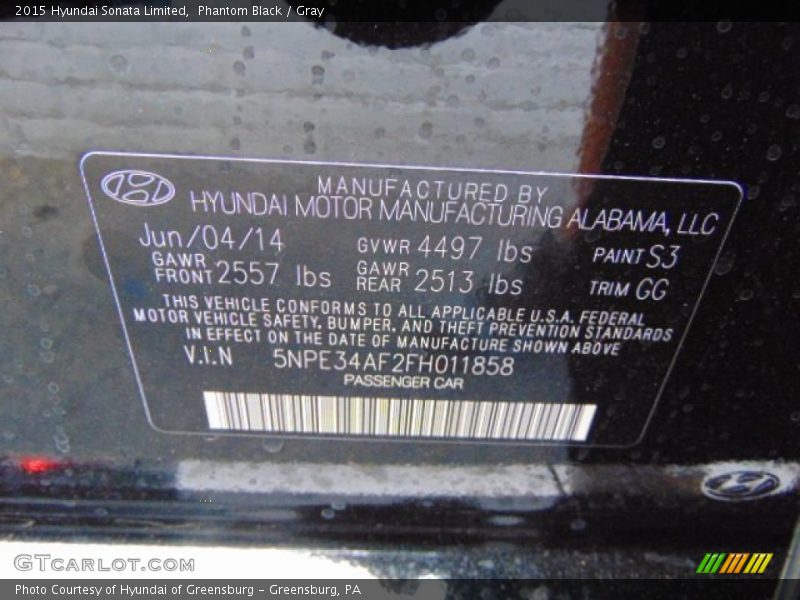 2015 Hyundai Sonata Limited,  Phantom Black / Gray
MANUFACTURED BY
HYUNDAI MOTOR MANUFACTURING ALABAMA, LLC
Jun/04/14 GVWR 4497 lbs PAINT S3
GAWR FRONT 2557 lbs GAWR REAR 2513 lbs TRIM GG
THIS VEHICLE CONFORMS TO ALL APPLICABLE U.S.A. FEDERAL
MOTOR VEHICLE SAFETY, BUMPER, AND THEFT PREVENTION STANDARDS
IN EFFECT ON THE DATE OF MANUFACTURE SHOWN ABOVE
V.I.N 5NPE34AF2FH011858
PASSENGER CAR
GTCARLOT.COM
Photo Courtesy of Hyundai of Greensburg - Greensburg, PA